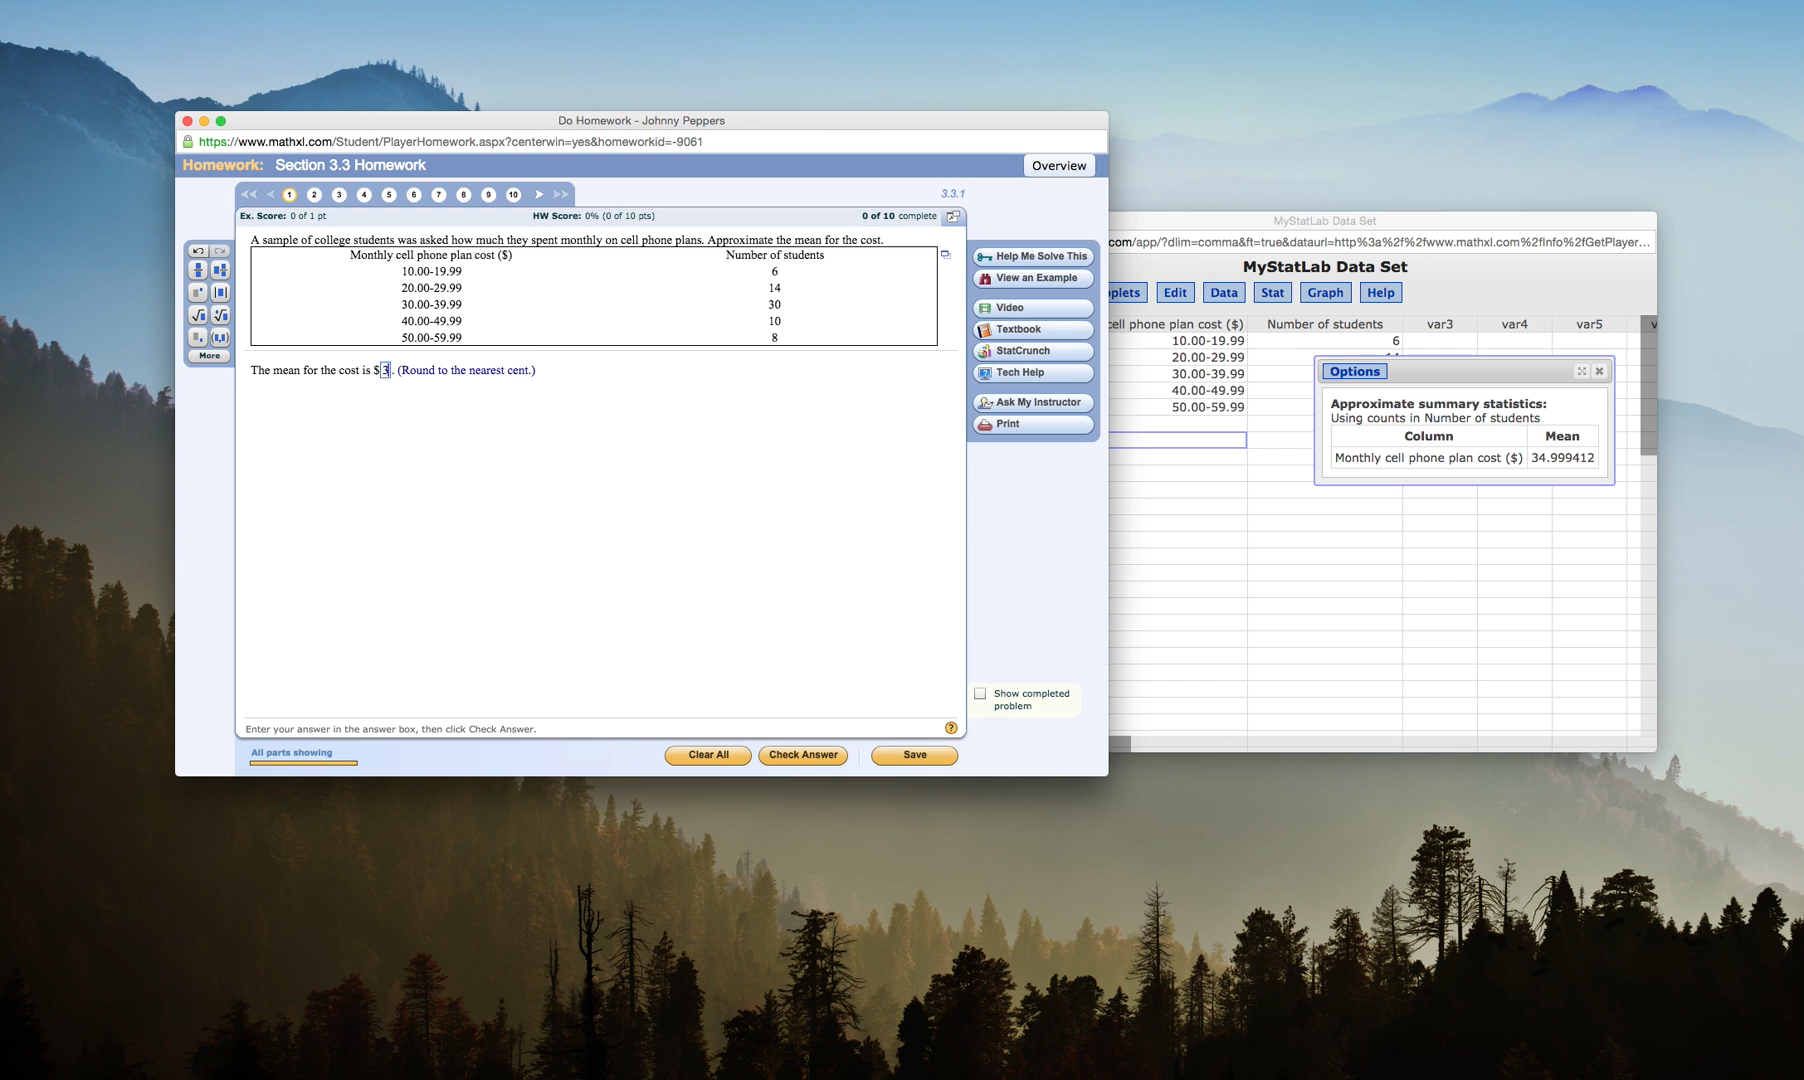 Do Homework - Johnny Peppers
https://www.mathxl.com/Student/PlayerHomework.aspx?centerwin=yes&homeworkid=-9061
Homework: Section 3.3 Homework
Overview
1 2 3 4 5 6 7 8 9 10
3.3.1
Ex. Score: 0 of 1 pt HW Score: 0% (0 of 10 pts) 0 of 10 complete
A sample of college students was asked how much they spent monthly on cell phone plans. Approximate the mean for the cost.
Monthly cell phone plan cost ($) Number of students
10.00-19.99 6
20.00-29.99 14
30.00-39.99 30
40.00-49.99 10
50.00-59.99 8
The mean for the cost is $3. (Round to the nearest cent.)
More
Help Me Solve This
View an Example
Video
Textbook
StatCrunch
Tech Help
Ask My Instructor
Print
Show completed
problem
Enter your answer in the answer box, then click Check Answer.
?
All parts showing
Clear All Check Answer Save
MyStatLab Data Set
com/app/?dlim=comma&ft=true&dataurl=http%3a%2f%2fwww.mathxl.com%2fInfo%2fGetPlayer...
MyStatLab Data Set
plets Edit Data Stat Graph Help
cell phone plan cost ($) Number of students var3 var4 var5 v
10.00-19.99 6
20.00-29.99
30.00-39.99
40.00-49.99
50.00-59.99
Options
Approximate summary statistics:
Using counts in Number of students
Column Mean
Monthly cell phone plan cost ($) 34.999412